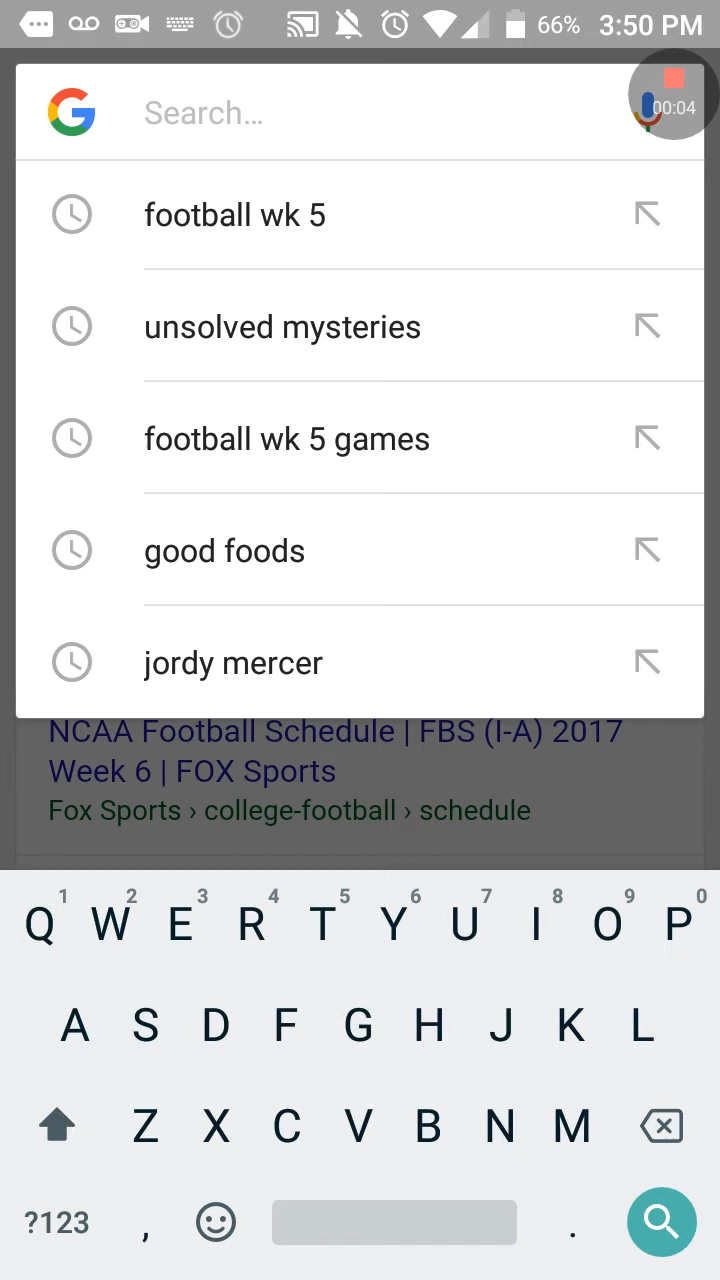 66% 3:50 PM
Search…
00:04
football wk 5
unsolved mysteries
football wk 5 games
good foods
jordy mercer
NCAA Football Schedule | FBS (I-A) 2017
Week 6 | FOX Sports
Fox Sports › college-football › schedule
1 2 3 4 5 6 7 8 9 0
Q W E R T Y U I O P
A S D F G H J K L
Z X C V B N M
?123 , .